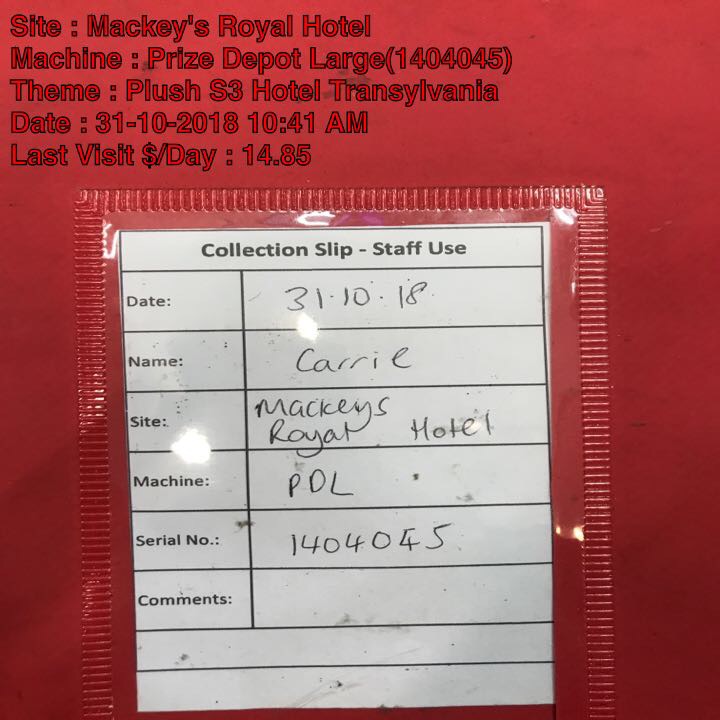 Site : Mackey's Royal Hotel
Machine : Prize Depot Large(1404045)
Theme : Plush S3 Hotel Transylvania
Date : 31-10-2018 10:41 AM
Last Visit $/Day : 14.85
Collection Slip - Staff Use
Date: 31.10.18
Name: Carrie
Site: Mackeys
Royal Hotel
Machine: PDL
Serial No.: 1404045
Comments: